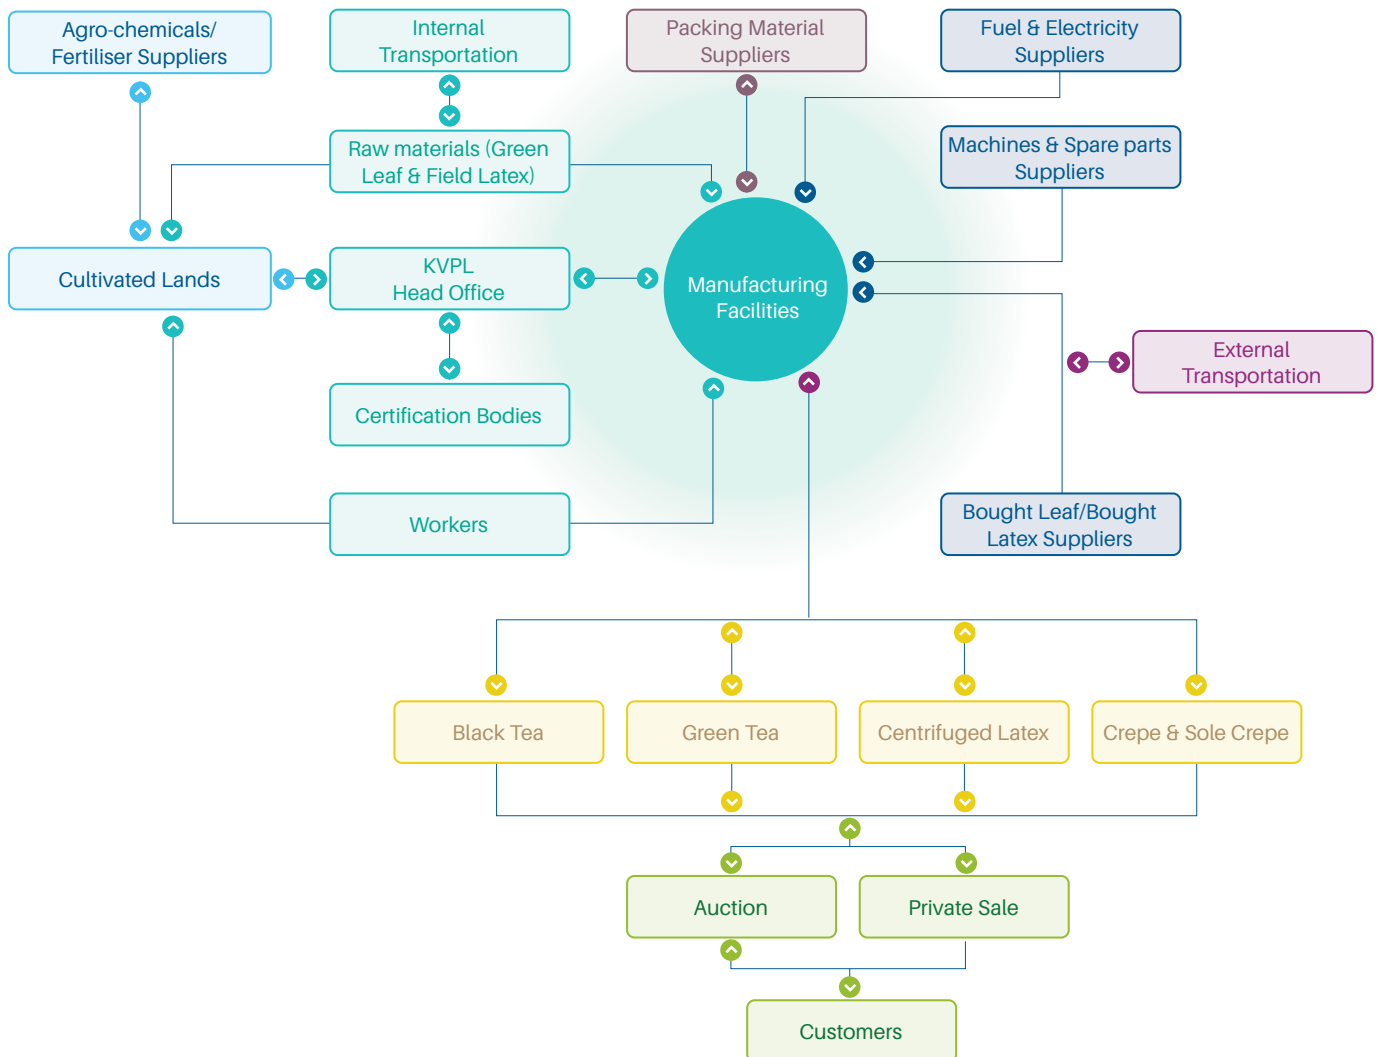 Agro-chemicals/
Fertiliser Suppliers
Internal
Transportation
Packing Material
Suppliers
Fuel & Electricity
Suppliers
Raw materials (Green
Leaf & Field Latex)
Machines & Spare parts
Suppliers
Cultivated Lands
KVPL
Head Office
Manufacturing
Facilities
External
Transportation
Certification Bodies
Workers
Bought Leaf/Bought
Latex Suppliers
Black Tea
Green Tea
Centrifuged Latex
Crepe & Sole Crepe
Auction
Private Sale
Customers